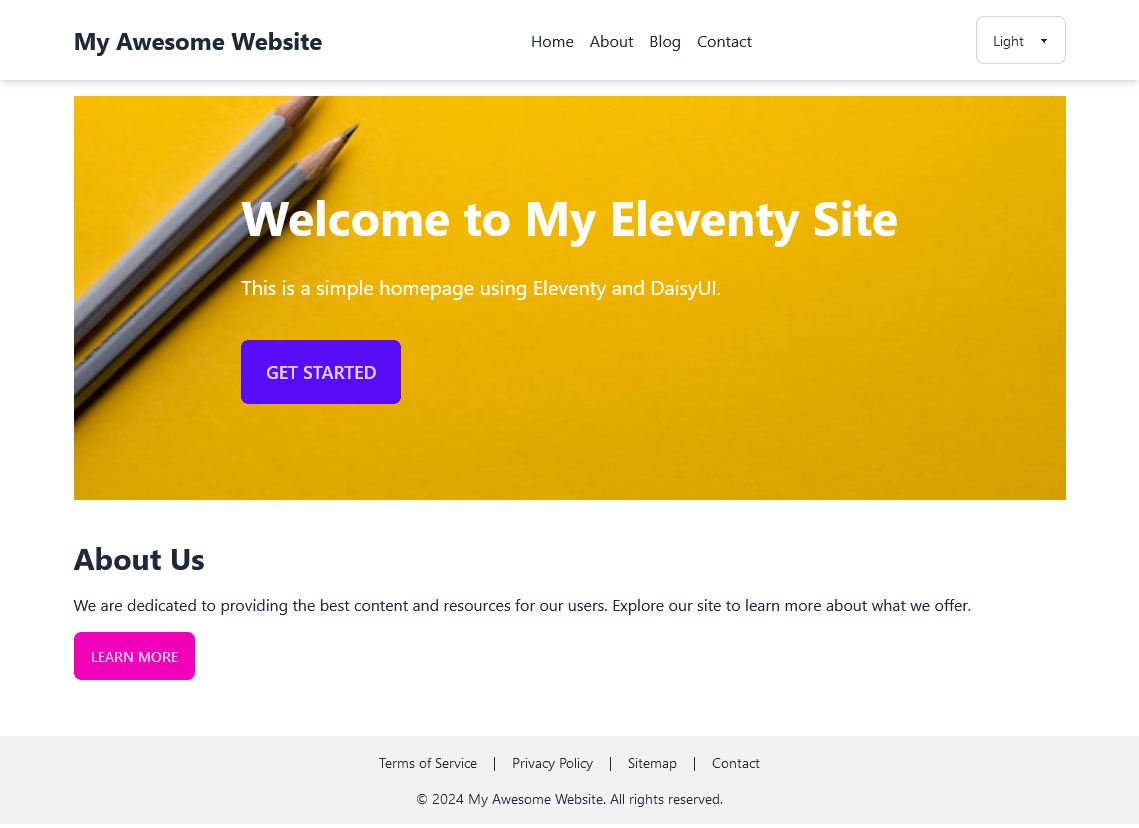 My Awesome Website
Home About Blog Contact
Light
Welcome to My Eleventy Site
This is a simple homepage using Eleventy and DaisyUI.
GET STARTED
About Us
We are dedicated to providing the best content and resources for our users. Explore our site to learn more about what we offer.
LEARN MORE
Terms of Service | Privacy Policy | Sitemap | Contact
© 2024 My Awesome Website. All rights reserved.